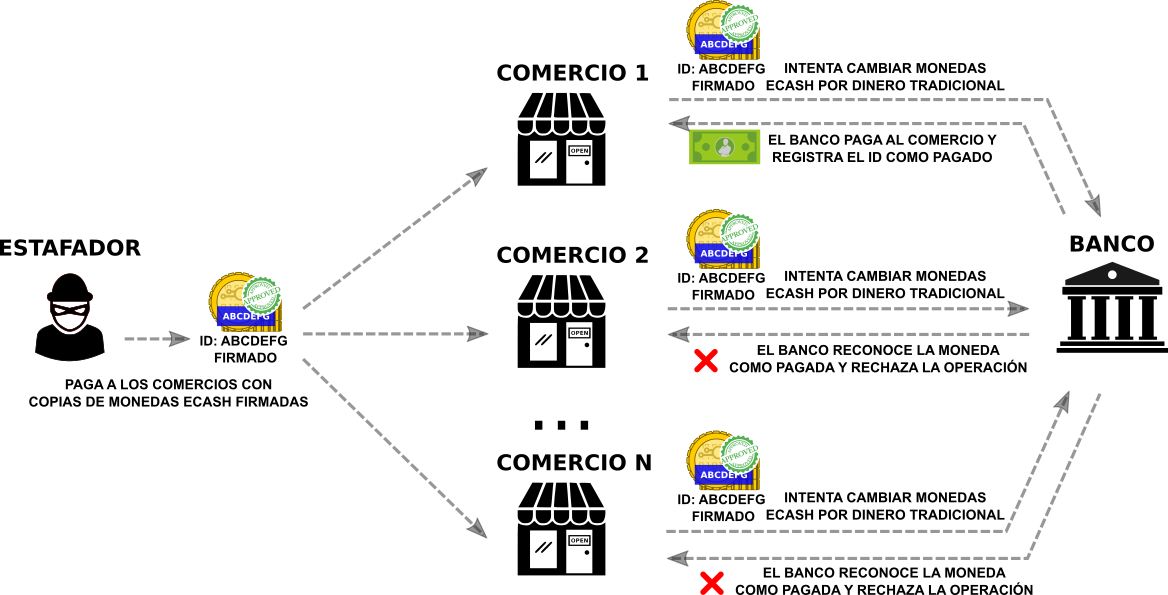 ESTAFADOR
ABCDEFG
APPROVED
ID: ABCDEFG
FIRMADO
PAGA A LOS COMERCIOS CON
COPIAS DE MONEDAS ECASH FIRMADAS
COMERCIO 1
OPEN
APPROVED
ABCDEFG
ID: ABCDEFG
FIRMADO
INTENTA CAMBIAR MONEDAS
ECASH POR DINERO TRADICIONAL
EL BANCO PAGA AL COMERCIO Y
REGISTRA EL ID COMO PAGADO
COMERCIO 2
OPEN
APPROVED
ABCDEFG
ID: ABCDEFG
FIRMADO
INTENTA CAMBIAR MONEDAS
ECASH POR DINERO TRADICIONAL
EL BANCO RECONOCE LA MONEDA
COMO PAGADA Y RECHAZA LA OPERACIÓN
...
COMERCIO N
OPEN
APPROVED
ABCDEFG
ID: ABCDEFG
FIRMADO
INTENTA CAMBIAR MONEDAS
ECASH POR DINERO TRADICIONAL
EL BANCO RECONOCE LA MONEDA
COMO PAGADA Y RECHAZA LA OPERACIÓN
BANCO